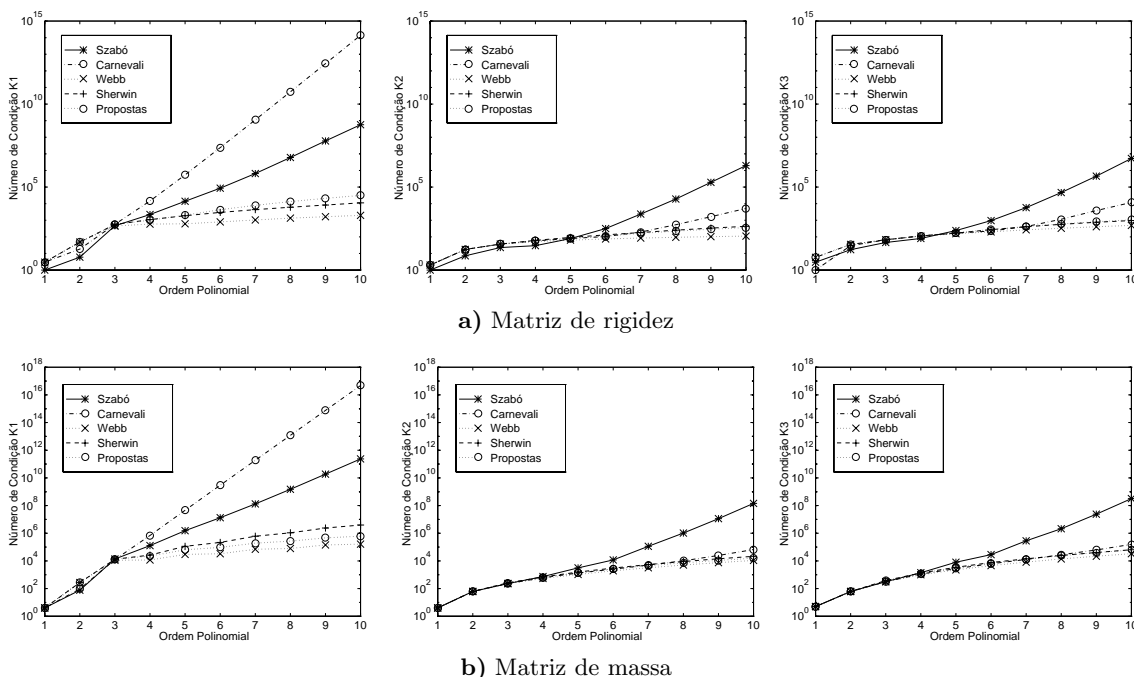 Número de Condição K1
10^15
10^10
10^5
10^0
Szabó
Carnevali
Webb
Sherwin
Propostas
1 2 3 4 5 6 7 8 9 10
Ordem Polinomial
Número de Condição K2
10^15
10^10
10^5
10^0
Szabó
Carnevali
Webb
Sherwin
Propostas
1 2 3 4 5 6 7 8 9 10
Ordem Polinomial
Número de Condição K3
10^15
10^10
10^5
10^0
Szabó
Carnevali
Webb
Sherwin
Propostas
1 2 3 4 5 6 7 8 9 10
Ordem Polinomial
a) Matriz de rigidez
Número de Condição K1
10^18
10^16
10^14
10^12
10^10
10^8
10^6
10^4
10^2
10^0
Szabó
Carnevali
Webb
Sherwin
Propostas
1 2 3 4 5 6 7 8 9 10
Ordem Polinomial
Número de Condição K2
10^18
10^16
10^14
10^12
10^10
10^8
10^6
10^4
10^2
10^0
Szabó
Carnevali
Webb
Sherwin
Propostas
1 2 3 4 5 6 7 8 9 10
Ordem Polinomial
Número de Condição K3
10^18
10^16
10^14
10^12
10^10
10^8
10^6
10^4
10^2
10^0
Szabó
Carnevali
Webb
Sherwin
Propostas
1 2 3 4 5 6 7 8 9 10
Ordem Polinomial
b) Matriz de massa